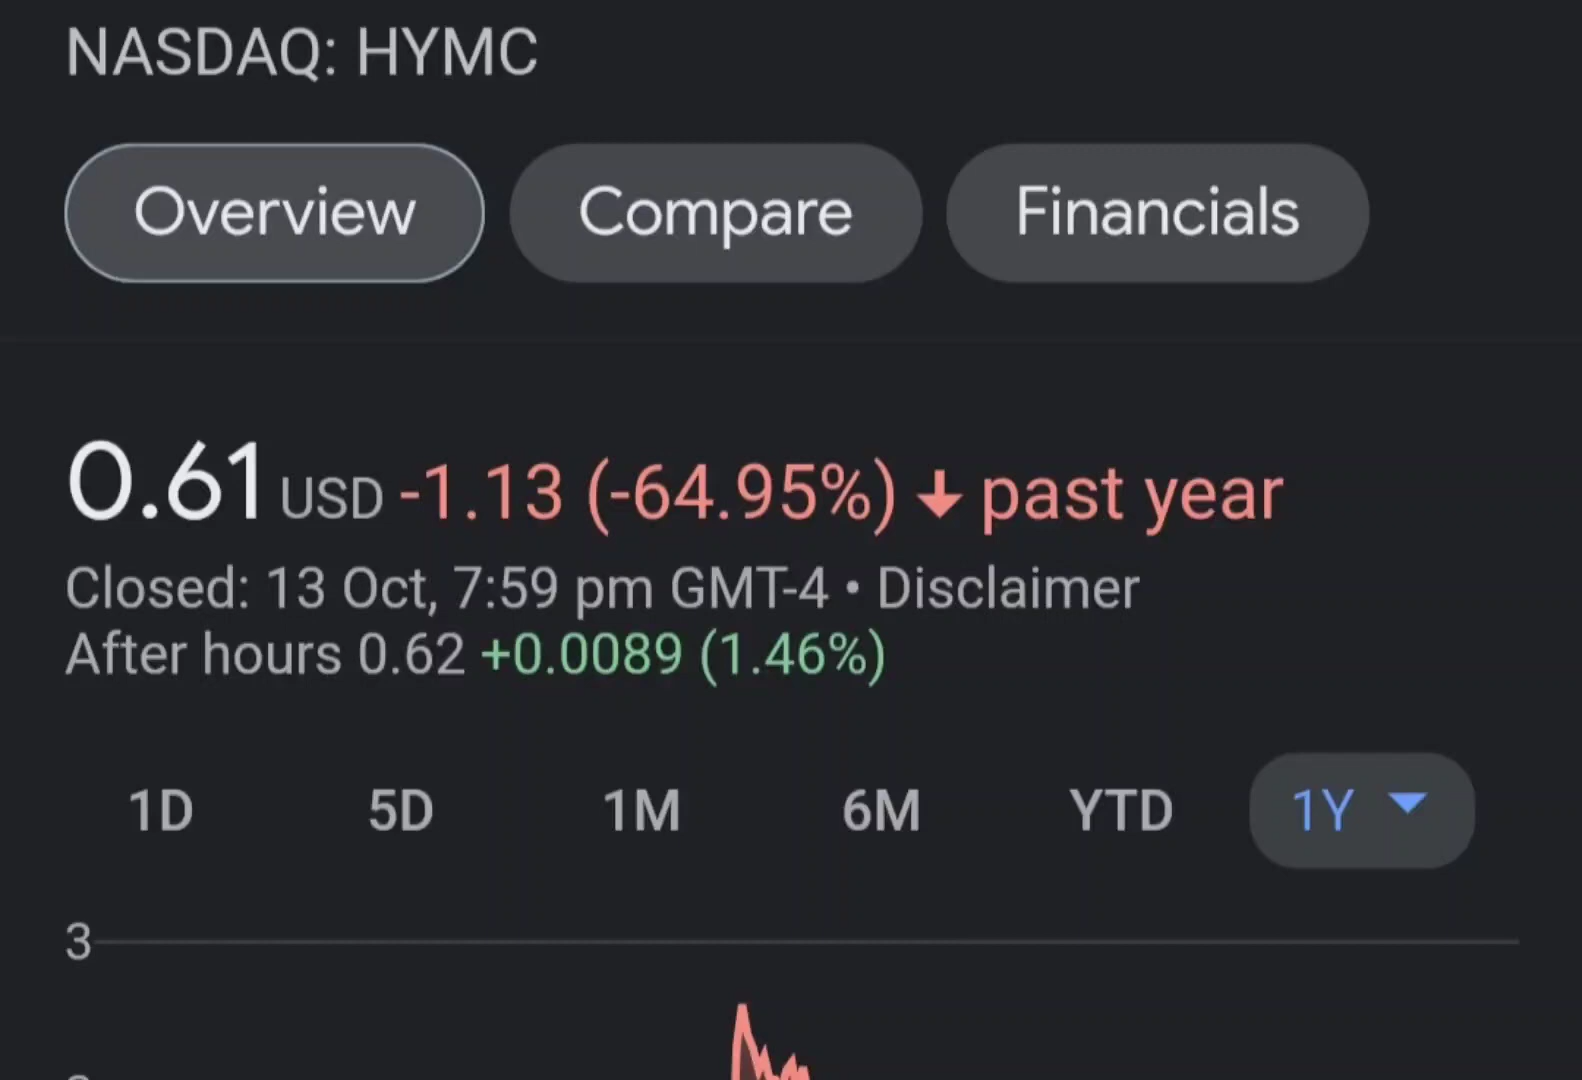 NASDAQ: HYMC
Overview Compare Financials
0.61 USD -1.13 (-64.95%) ↓ past year
Closed: 13 Oct, 7:59 pm GMT-4 • Disclaimer
After hours 0.62 +0.0089 (1.46%)
1D 5D 1M 6M YTD 1Y
3